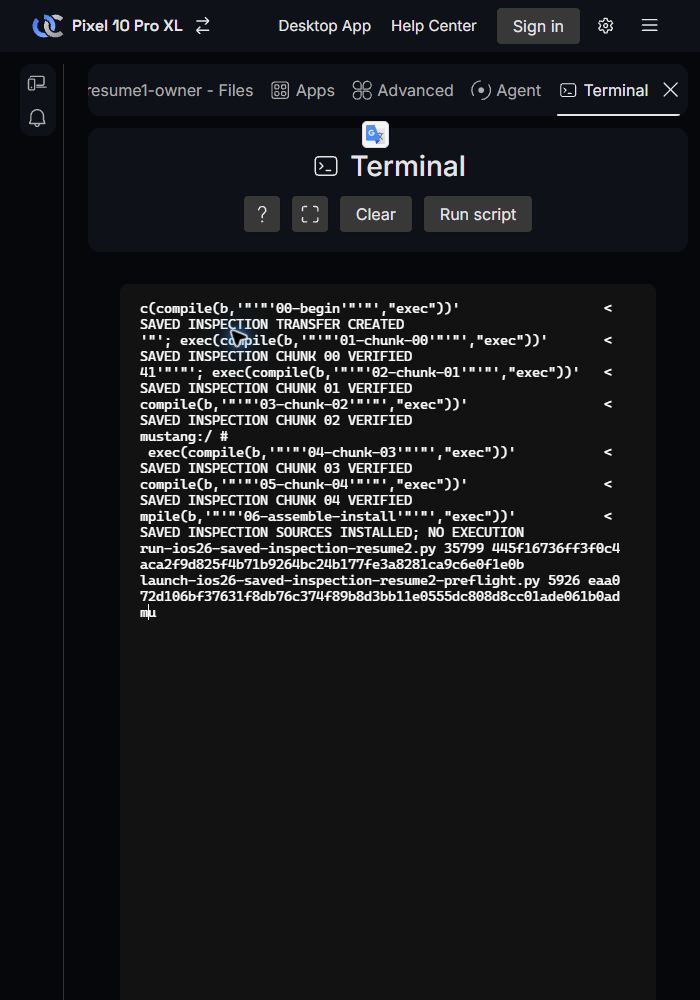 Pixel 10 Pro XL
Desktop App
Help Center
Sign in
resume1-owner - Files
Apps
Advanced
Agent
Terminal
Terminal
?
Clear
Run script
c(compile(b,'"'"'00-begin'"'"',"exec"))' <
SAVED INSPECTION TRANSFER CREATED
'"'; exec(compile(b,'"'"'01-chunk-00'"'"',"exec"))' <
SAVED INSPECTION CHUNK 00 VERIFIED
41'"'"'; exec(compile(b,'"'"'02-chunk-01'"'"',"exec"))' <
SAVED INSPECTION CHUNK 01 VERIFIED
compile(b,'"'"'03-chunk-02'"'"',"exec"))' <
SAVED INSPECTION CHUNK 02 VERIFIED
mustang:/ #
exec(compile(b,'"'"'04-chunk-03'"'"',"exec"))' <
SAVED INSPECTION CHUNK 03 VERIFIED
compile(b,'"'"'05-chunk-04'"'"',"exec"))' <
SAVED INSPECTION CHUNK 04 VERIFIED
mpile(b,'"'"'06-assemble-install'"'"',"exec"))' <
SAVED INSPECTION SOURCES INSTALLED; NO EXECUTION
run-ios26-saved-inspection-resume2.py 35799 445f16736ff3f0c4
aca2f9d825f4b71b9264bc24b177fe3a8281ca9c6e0f1e0b
launch-ios26-saved-inspection-resume2-preflight.py 5926 eaa0
72d106bf37631f8db76c374f89b8d3bb11e0555dc808d8cc01ade061b0ad
mu